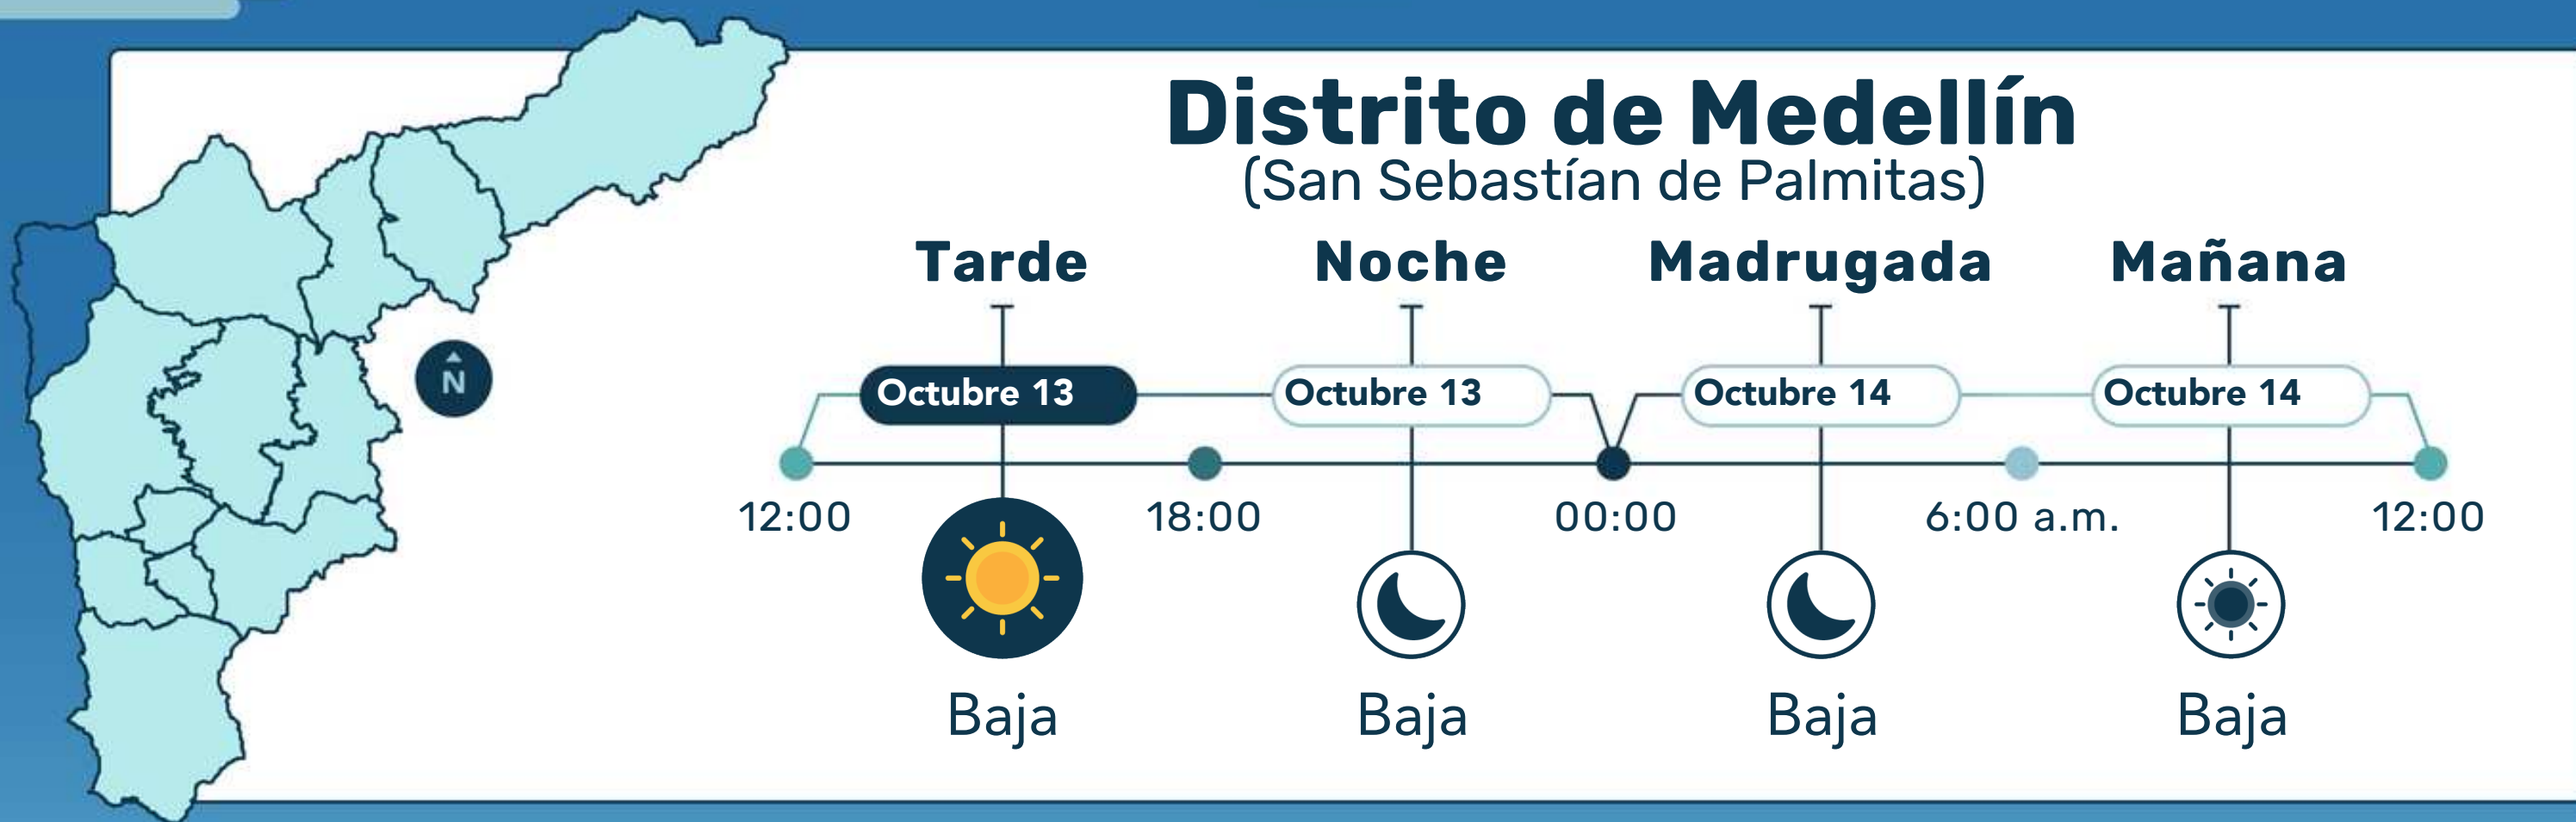 Distrito de Medellín
(San Sebastían de Palmitas)
Tarde Noche Madrugada Mañana
Octubre 13 Octubre 13 Octubre 14 Octubre 14
N
12:00 18:00 00:00 6:00 a.m. 12:00
Baja Baja Baja Baja